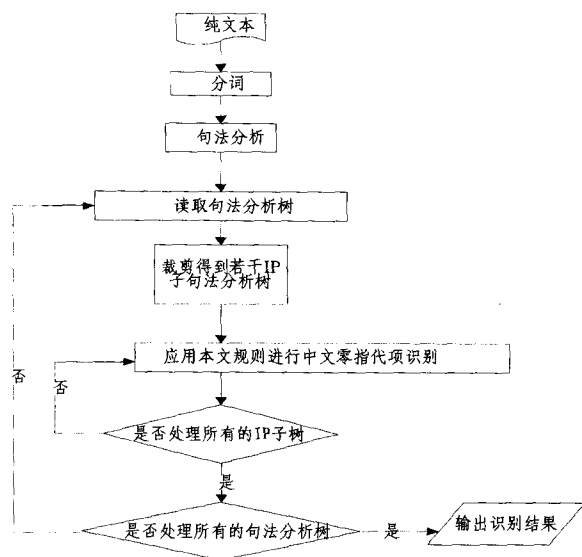 纯文本
分词
句法分析
读取句法分析树
裁剪得到若干IP
子句法分析树
应用本文规则进行中文零指代项识别
否
否
是否处理所有的IP子树
是
是否处理所有的句法分析树
是
输出识别结果